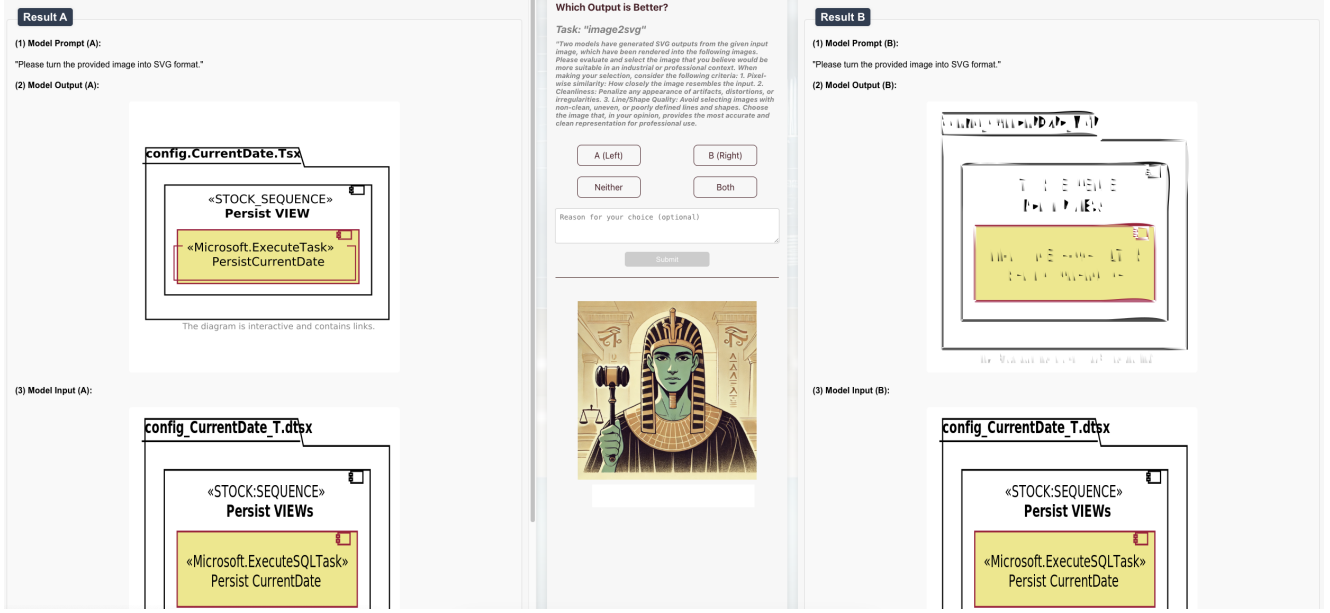 Result A
(1) Model Prompt (A):
"Please turn the provided image into SVG format."
(2) Model Output (A):
config.CurrentDate.Tsx
«STOCK_SEQUENCE»
Persist VIEW
«Microsoft.ExecuteTask»
PersistCurrentDate
The diagram is interactive and contains links.
(3) Model Input (A):
config_CurrentDate_T.dtsx
«STOCK:SEQUENCE»
Persist VIEWs
«Microsoft.ExecuteSQLTask»
Persist CurrentDate
Which Output is Better?
Task: "image2svg"
"Two models have generated SVG outputs from the given input
image, which have been rendered into the following images.
Please evaluate and select the image that you believe would be
more suitable in an industrial or professional context. When
making your selection, consider the following criteria: 1. Pixel-
wise similarity: How closely the image resembles the input. 2.
Cleanliness: Penalize any appearance of artifacts, distortions, or
irregularities. 3. Line/Shape Quality: Avoid selecting images with
non-clean, uneven, or poorly defined lines and shapes. Choose
the image that, in your opinion, provides the most accurate and
clean representation for professional use.
A (Left)
B (Right)
Neither
Both
Reason for your choice (optional)
Submit
Result B
(1) Model Prompt (B):
"Please turn the provided image into SVG format."
(2) Model Output (B):
(3) Model Input (B):
config_CurrentDate_T.dtsx
«STOCK:SEQUENCE»
Persist VIEWs
«Microsoft.ExecuteSQLTask»
Persist CurrentDate